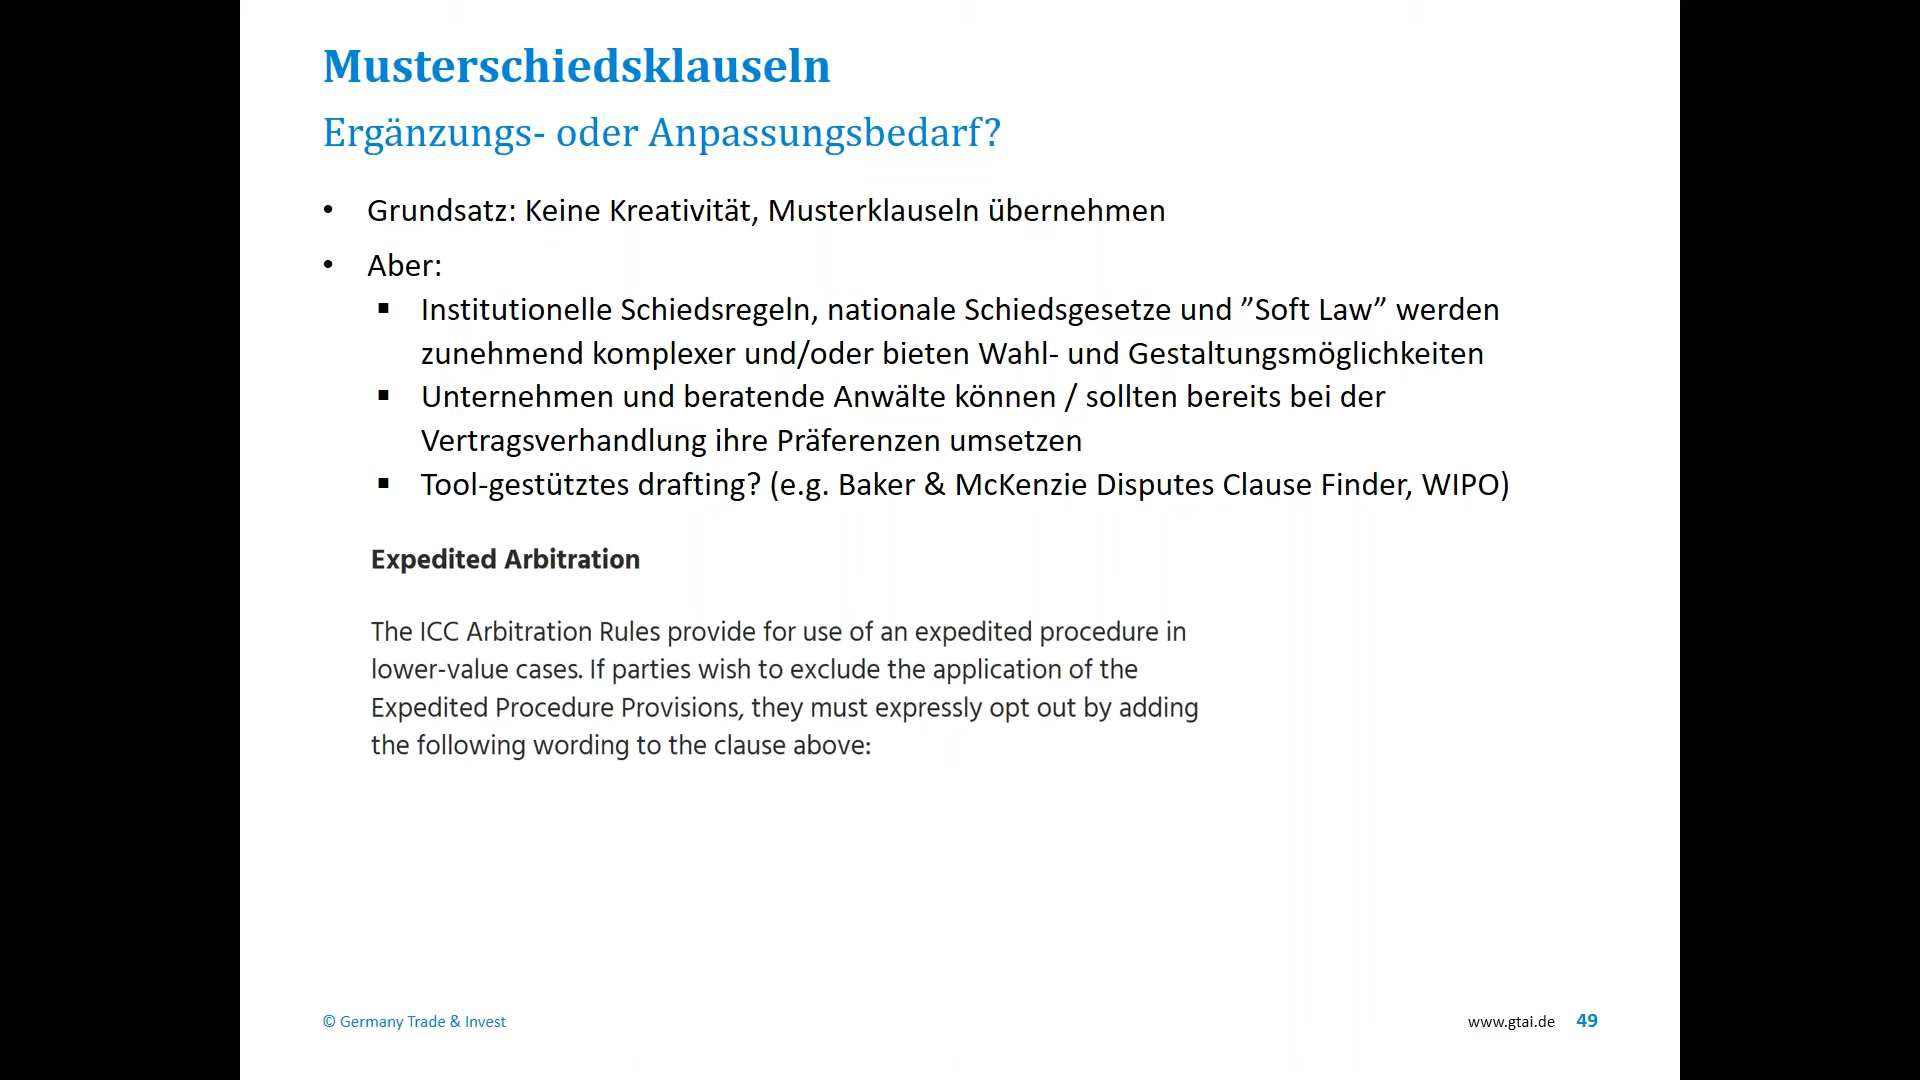 Musterschiedsklauseln
Ergänzungs- oder Anpassungsbedarf?
• Grundsatz: Keine Kreativität, Musterklauseln übernehmen
• Aber:
▪ Institutionelle Schiedsregeln, nationale Schiedsgesetze und ”Soft Law” werden
zunehmend komplexer und/oder bieten Wahl- und Gestaltungsmöglichkeiten
▪ Unternehmen und beratende Anwälte können / sollten bereits bei der
Vertragsverhandlung ihre Präferenzen umsetzen
▪ Tool-gestütztes drafting? (e.g. Baker & McKenzie Disputes Clause Finder, WIPO)
Expedited Arbitration
The ICC Arbitration Rules provide for use of an expedited procedure in
lower-value cases. If parties wish to exclude the application of the
Expedited Procedure Provisions, they must expressly opt out by adding
the following wording to the clause above:
© Germany Trade & Invest
www.gtai.de 49